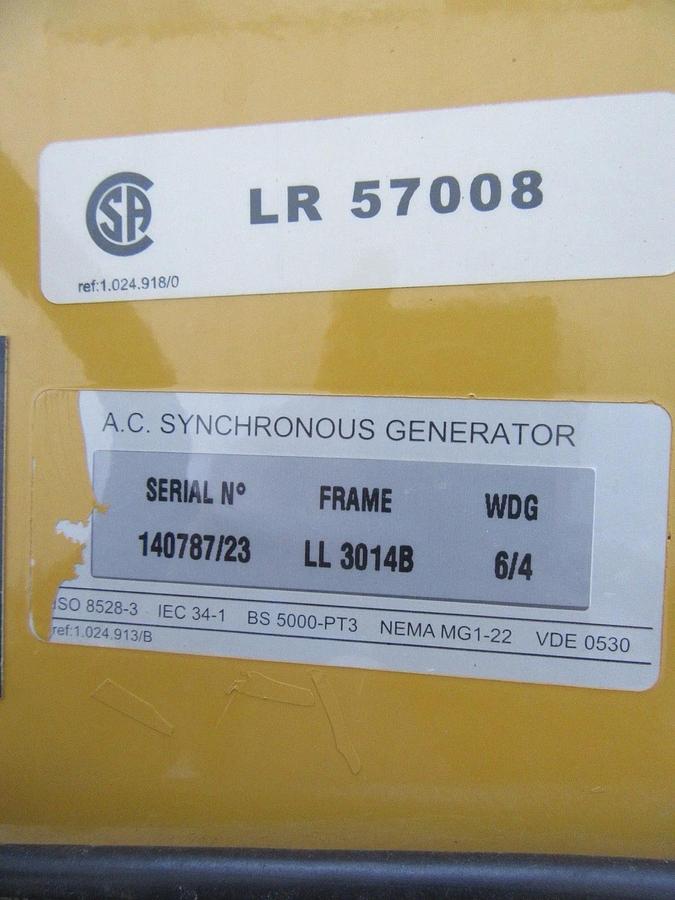 CSA
LR 57008
ref:1.024.918/0
A.C. SYNCHRONOUS GENERATOR
SERIAL Nº FRAME WDG
140787/23 LL 3014B 6/4
ISO 8528-3 IEC 34-1 BS 5000-PT3 NEMA MG1-22 VDE 0530
ref:1.024.913/B